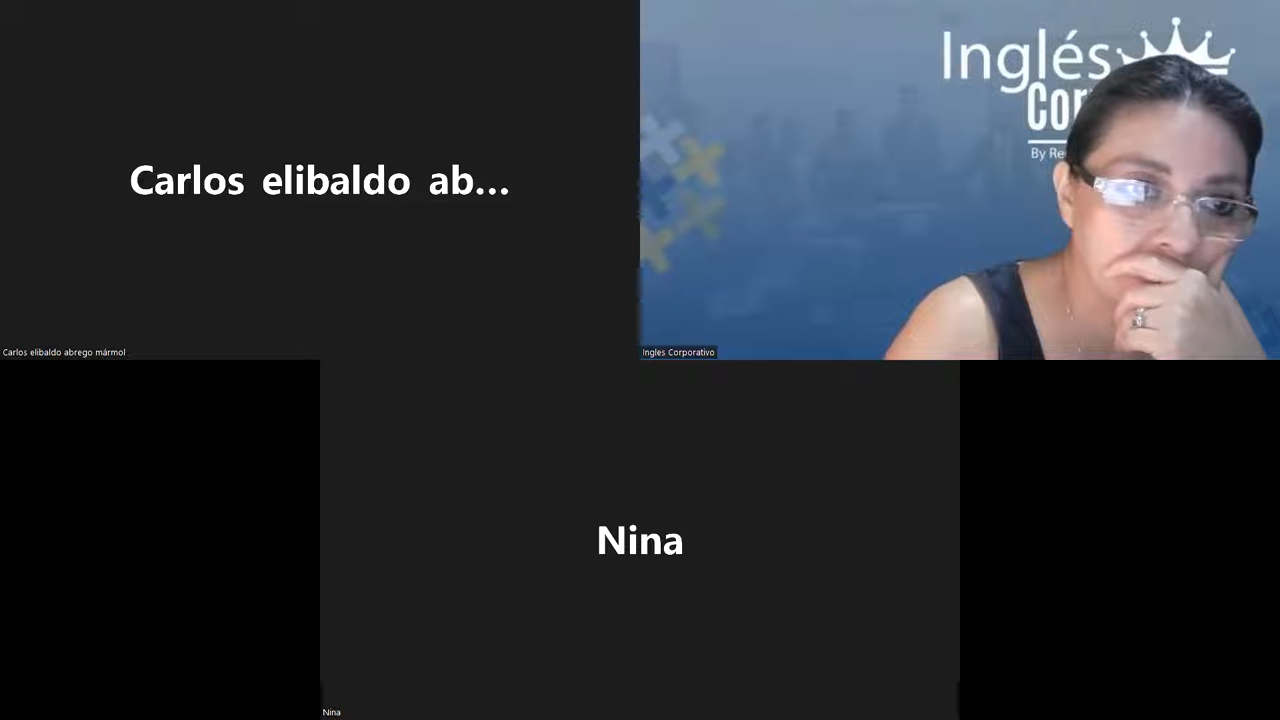 Carlos elibaldo ab...
Inglés
Cor
By Re
Carlos elibaldo abrego mármol
Ingles Corporativo
Nina
Nina